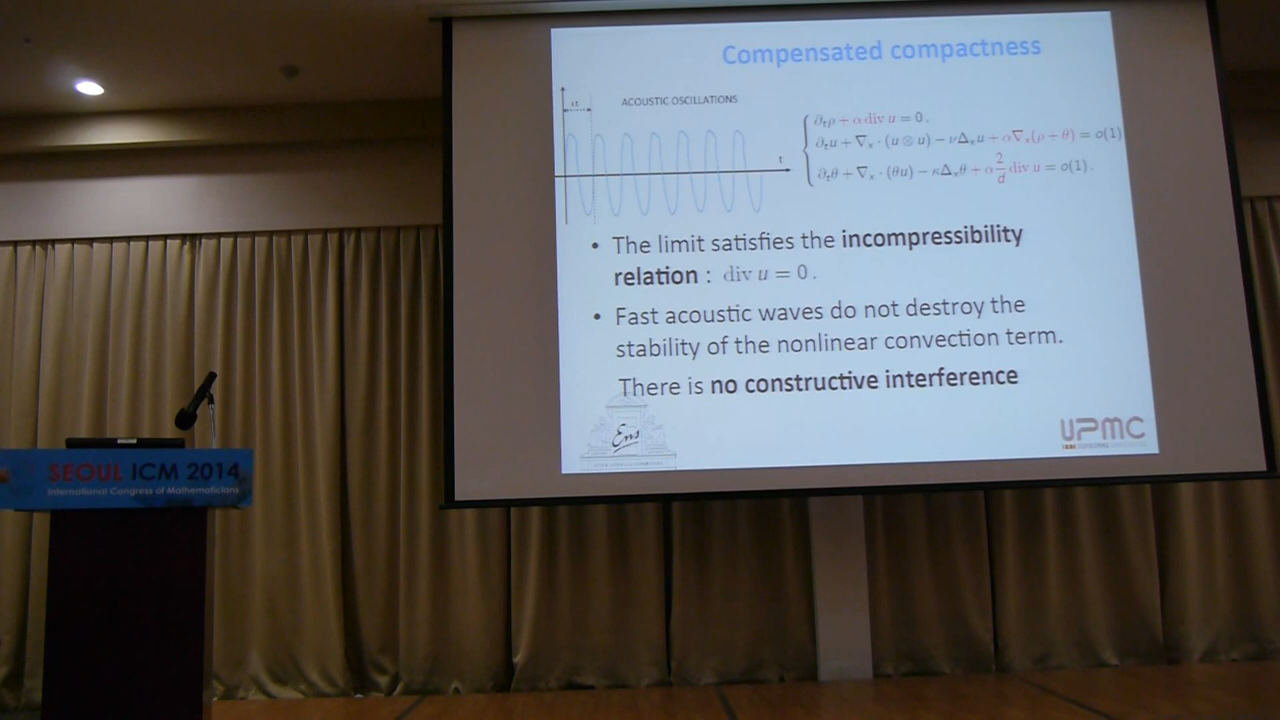 Compensated compactness
ACOUSTIC OSCILLATIONS
α
t
∂ₜρ + α div u = 0.
∂ₜu + ∇ₓ · (u ⊗ u) − νΔₓu + α∇ₓ(ρ + θ) = o(1)
∂ₜθ + ∇ₓ · (θu) − κΔₓθ + α 2/d div u = o(1).
• The limit satisfies the incompressibility
relation : div u = 0.
• Fast acoustic waves do not destroy the
stability of the nonlinear convection term.
There is no constructive interference
Ens
UPMC
SEOUL ICM 2014
International Congress of Mathematicians